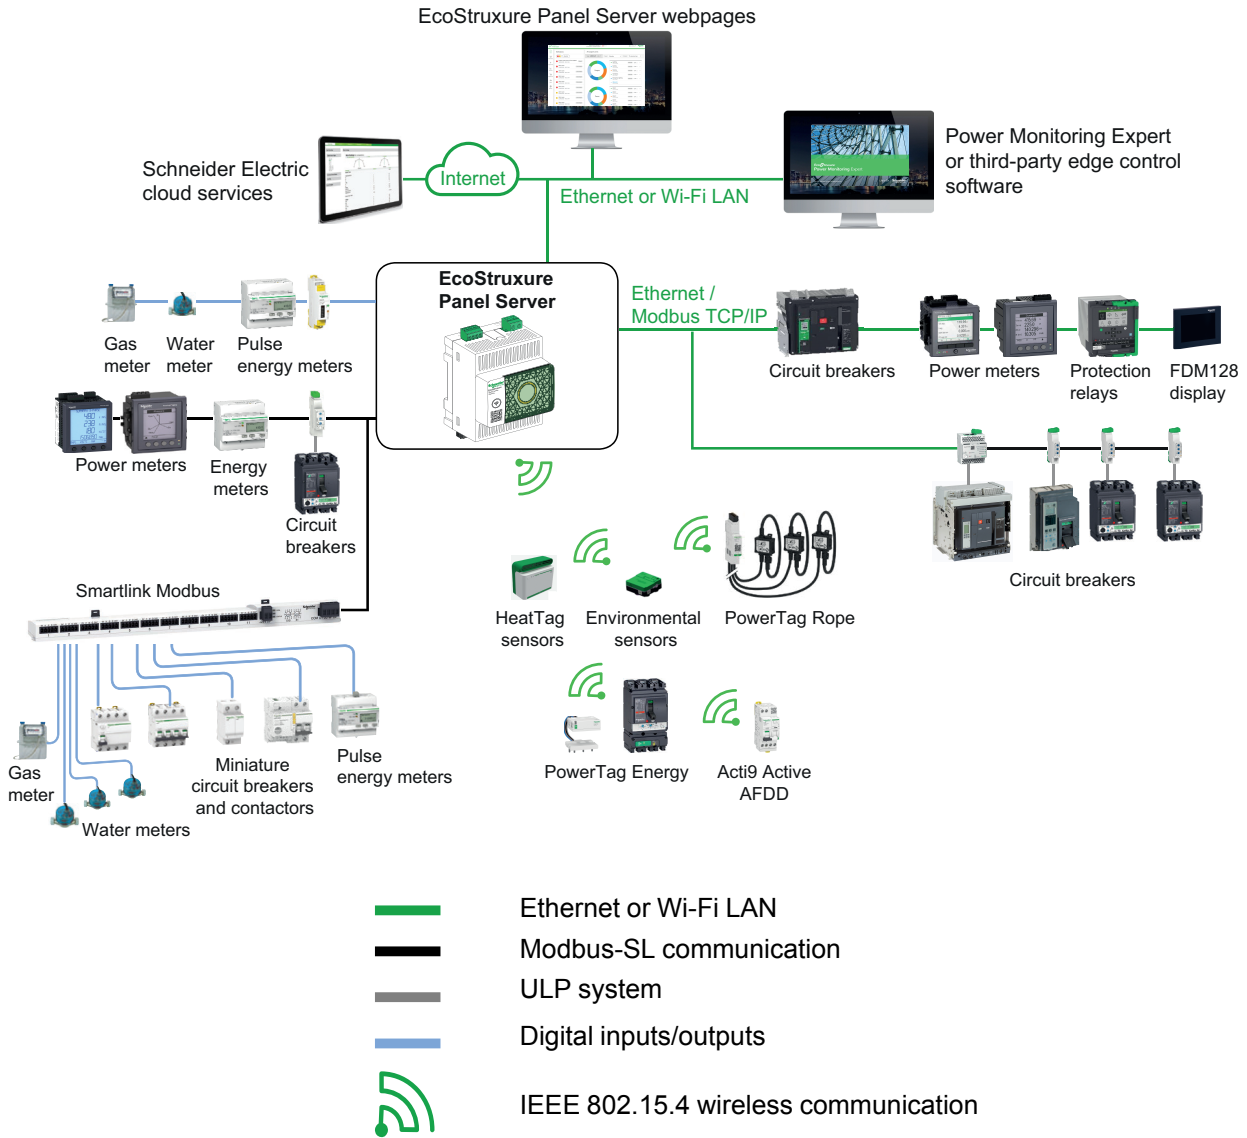 EcoStruxure Panel Server webpages
Schneider Electric
cloud services
Internet
Ethernet or Wi-Fi LAN
Power Monitoring Expert
Power Monitoring Expert
or third-party edge control
software
EcoStruxure
Panel Server
Ethernet /
Modbus TCP/IP
Gas
meter
Water
meter
Pulse
energy meters
Circuit breakers
Power meters
Protection
relays
FDM128
display
Power meters
Energy
meters
Circuit
breakers
Circuit breakers
Smartlink Modbus
HeatTag
sensors
Environmental
sensors
PowerTag Rope
PowerTag Energy
Acti9 Active
AFDD
Gas
meter
Water meters
Miniature
circuit breakers
and contactors
Pulse
energy meters
Ethernet or Wi-Fi LAN
Modbus-SL communication
ULP system
Digital inputs/outputs
IEEE 802.15.4 wireless communication